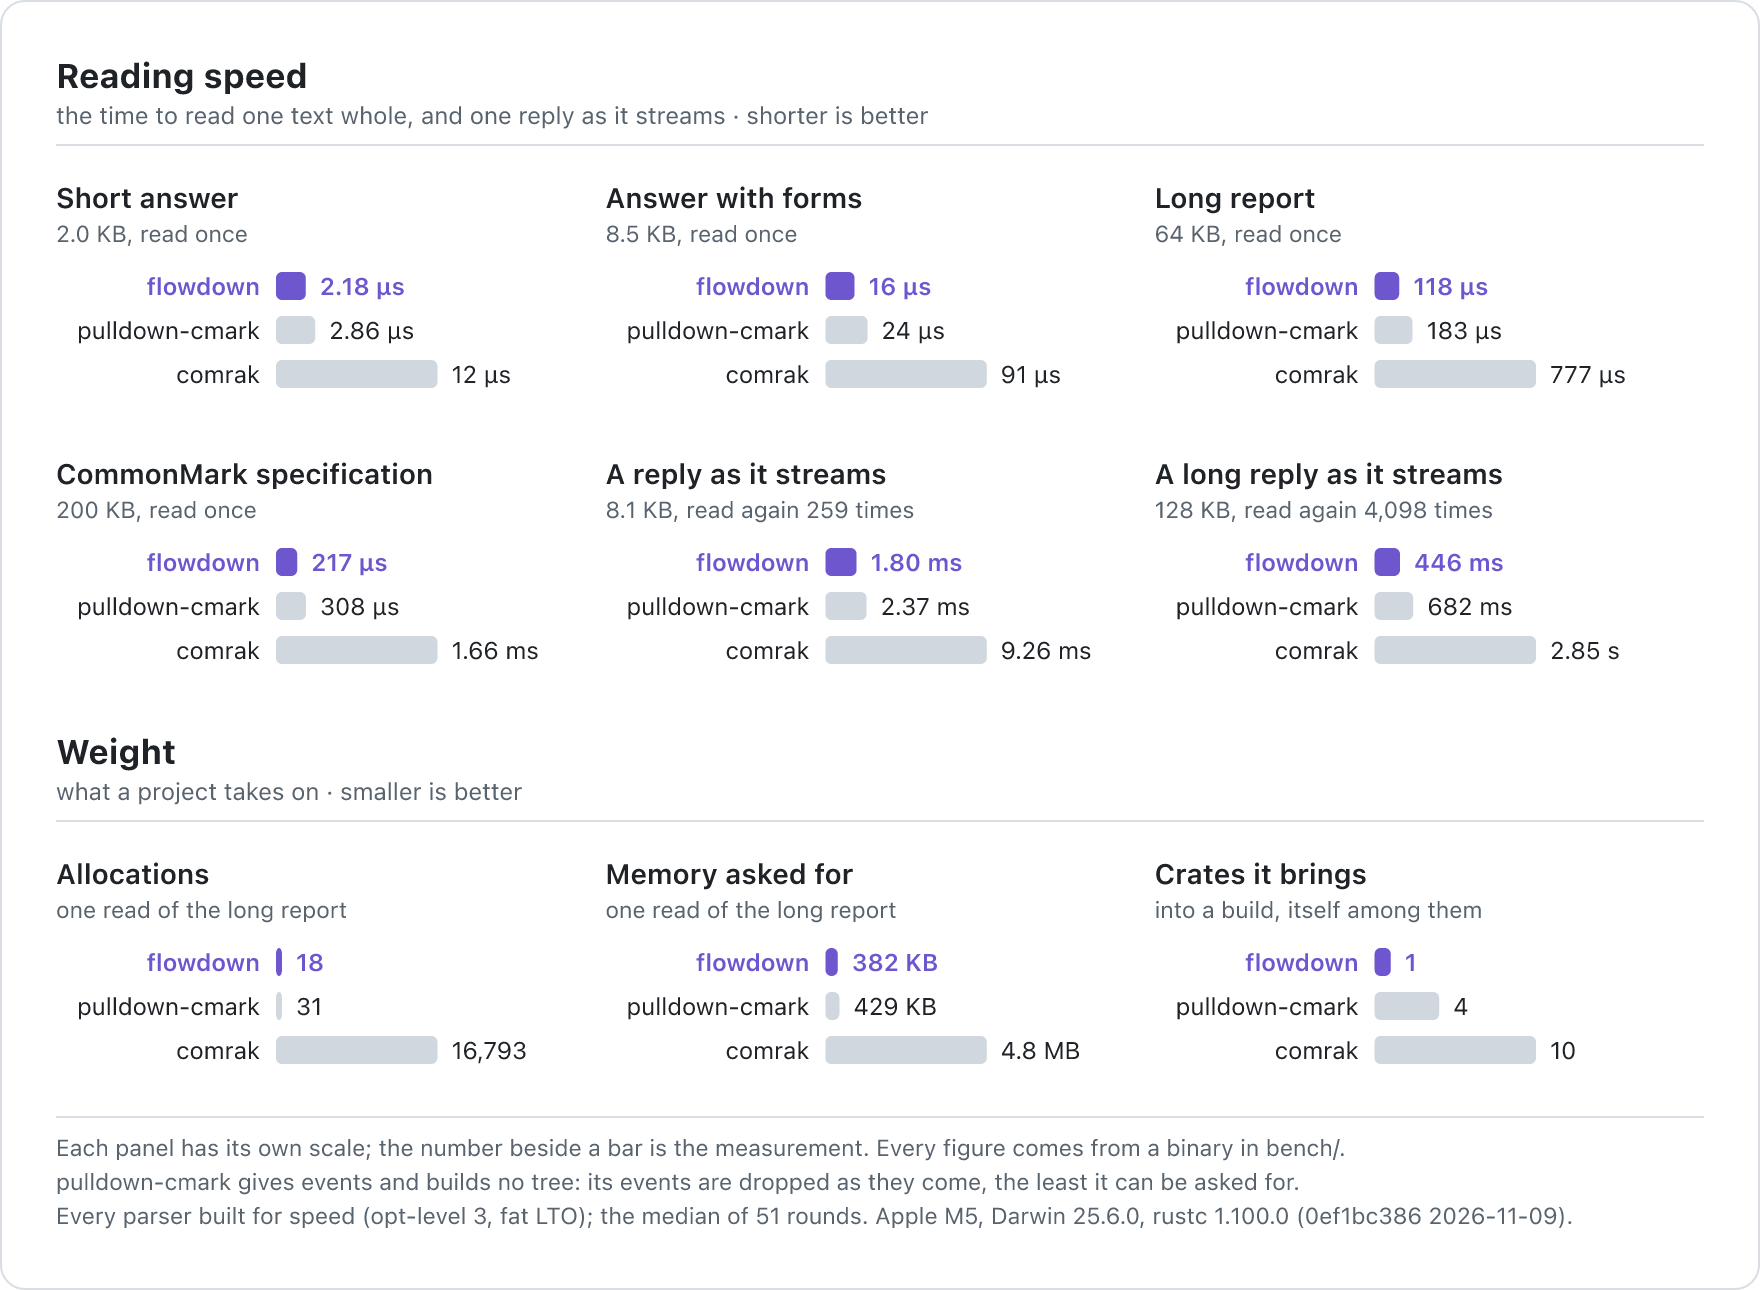 Reading speed
the time to read one text whole, and one reply as it streams · shorter is better
Short answer
2.0 KB, read once
flowdown 2.18 µs
pulldown-cmark 2.86 µs
comrak 12 µs
Answer with forms
8.5 KB, read once
flowdown 16 µs
pulldown-cmark 24 µs
comrak 91 µs
Long report
64 KB, read once
flowdown 118 µs
pulldown-cmark 183 µs
comrak 777 µs
CommonMark specification
200 KB, read once
flowdown 217 µs
pulldown-cmark 308 µs
comrak 1.66 ms
A reply as it streams
8.1 KB, read again 259 times
flowdown 1.80 ms
pulldown-cmark 2.37 ms
comrak 9.26 ms
A long reply as it streams
128 KB, read again 4,098 times
flowdown 446 ms
pulldown-cmark 682 ms
comrak 2.85 s
Weight
what a project takes on · smaller is better
Allocations
one read of the long report
flowdown 18
pulldown-cmark 31
comrak 16,793
Memory asked for
one read of the long report
flowdown 382 KB
pulldown-cmark 429 KB
comrak 4.8 MB
Crates it brings
into a build, itself among them
flowdown 1
pulldown-cmark 4
comrak 10
Each panel has its own scale; the number beside a bar is the measurement. Every figure comes from a binary in bench/.
pulldown-cmark gives events and builds no tree: its events are dropped as they come, the least it can be asked for.
Every parser built for speed (opt-level 3, fat LTO); the median of 51 rounds. Apple M5, Darwin 25.6.0, rustc 1.100.0 (0ef1bc386 2026-11-09).